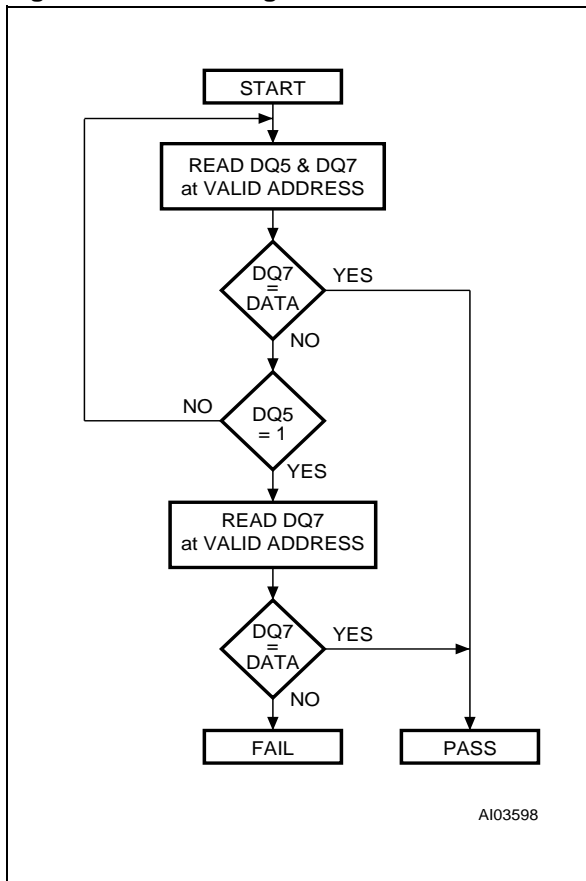 START
READ DQ5 & DQ7
at VALID ADDRESS
DQ7
=
DATA
YES
NO
DQ5
= 1
NO
YES
READ DQ7
at VALID ADDRESS
DQ7
=
DATA
YES
NO
FAIL
PASS
AI03598